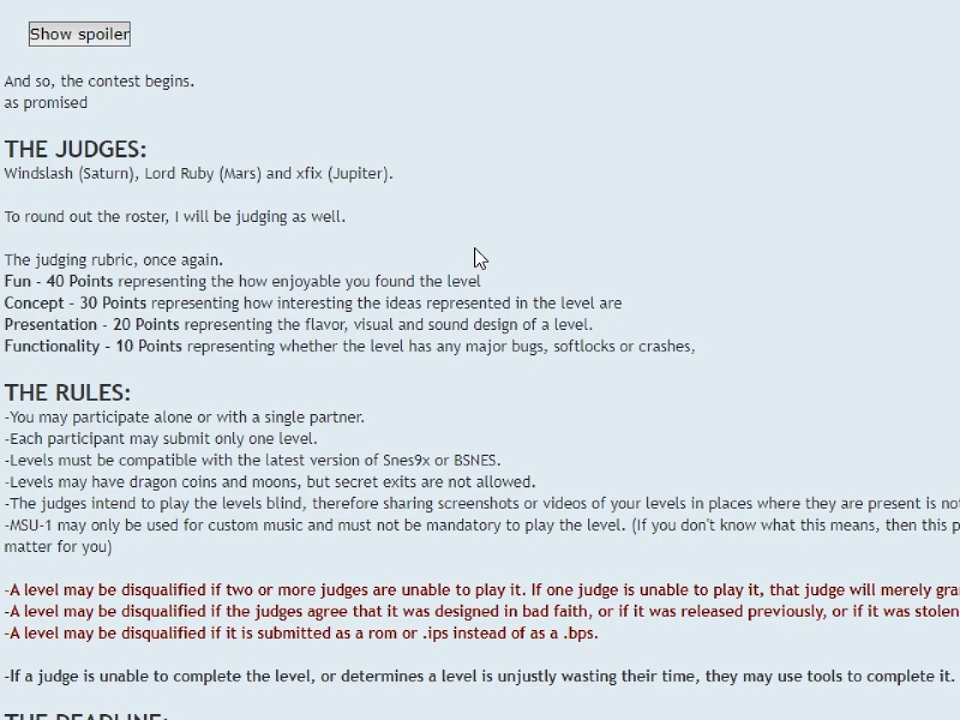 Show spoiler
And so, the contest begins.
as promised
THE JUDGES:
Windslash (Saturn), Lord Ruby (Mars) and xfix (Jupiter).
To round out the roster, I will be judging as well.
The judging rubric, once again.
Fun - 40 Points representing the how enjoyable you found the level
Concept - 30 Points representing how interesting the ideas represented in the level are
Presentation - 20 Points representing the flavor, visual and sound design of a level.
Functionality - 10 Points representing whether the level has any major bugs, softlocks or crashes,
THE RULES:
-You may participate alone or with a single partner.
-Each participant may submit only one level.
-Levels must be compatible with the latest version of Snes9x or BSNES.
-Levels may have dragon coins and moons, but secret exits are not allowed.
-The judges intend to play the levels blind, therefore sharing screenshots or videos of your levels in places where they are present is
-MSU-1 may only be used for custom music and must not be mandatory to play the level. (If you don't know what this means, then this
matter for you)
-A level may be disqualified if two or more judges are unable to play it. If one judge is unable to play it, that judge will merely
-A level may be disqualified if the judges agree that it was designed in bad faith, or if it was released previously, or if it was stolen
-A level may be disqualified if it is submitted as a rom or .ips instead of as a .bps.
-If a judge is unable to complete the level, or determines a level is unjustly wasting their time, they may use tools to complete it.
THE DEADLINE: